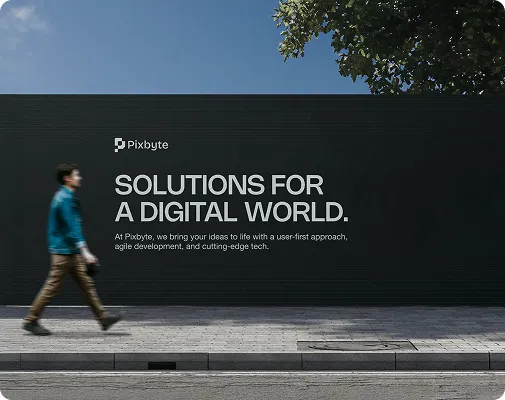 Pixbyte
SOLUTIONS FOR
A DIGITAL WORLD.
At Pixbyte, we bring your ideas to life with a user-first approach,
agile development, and cutting-edge tech.